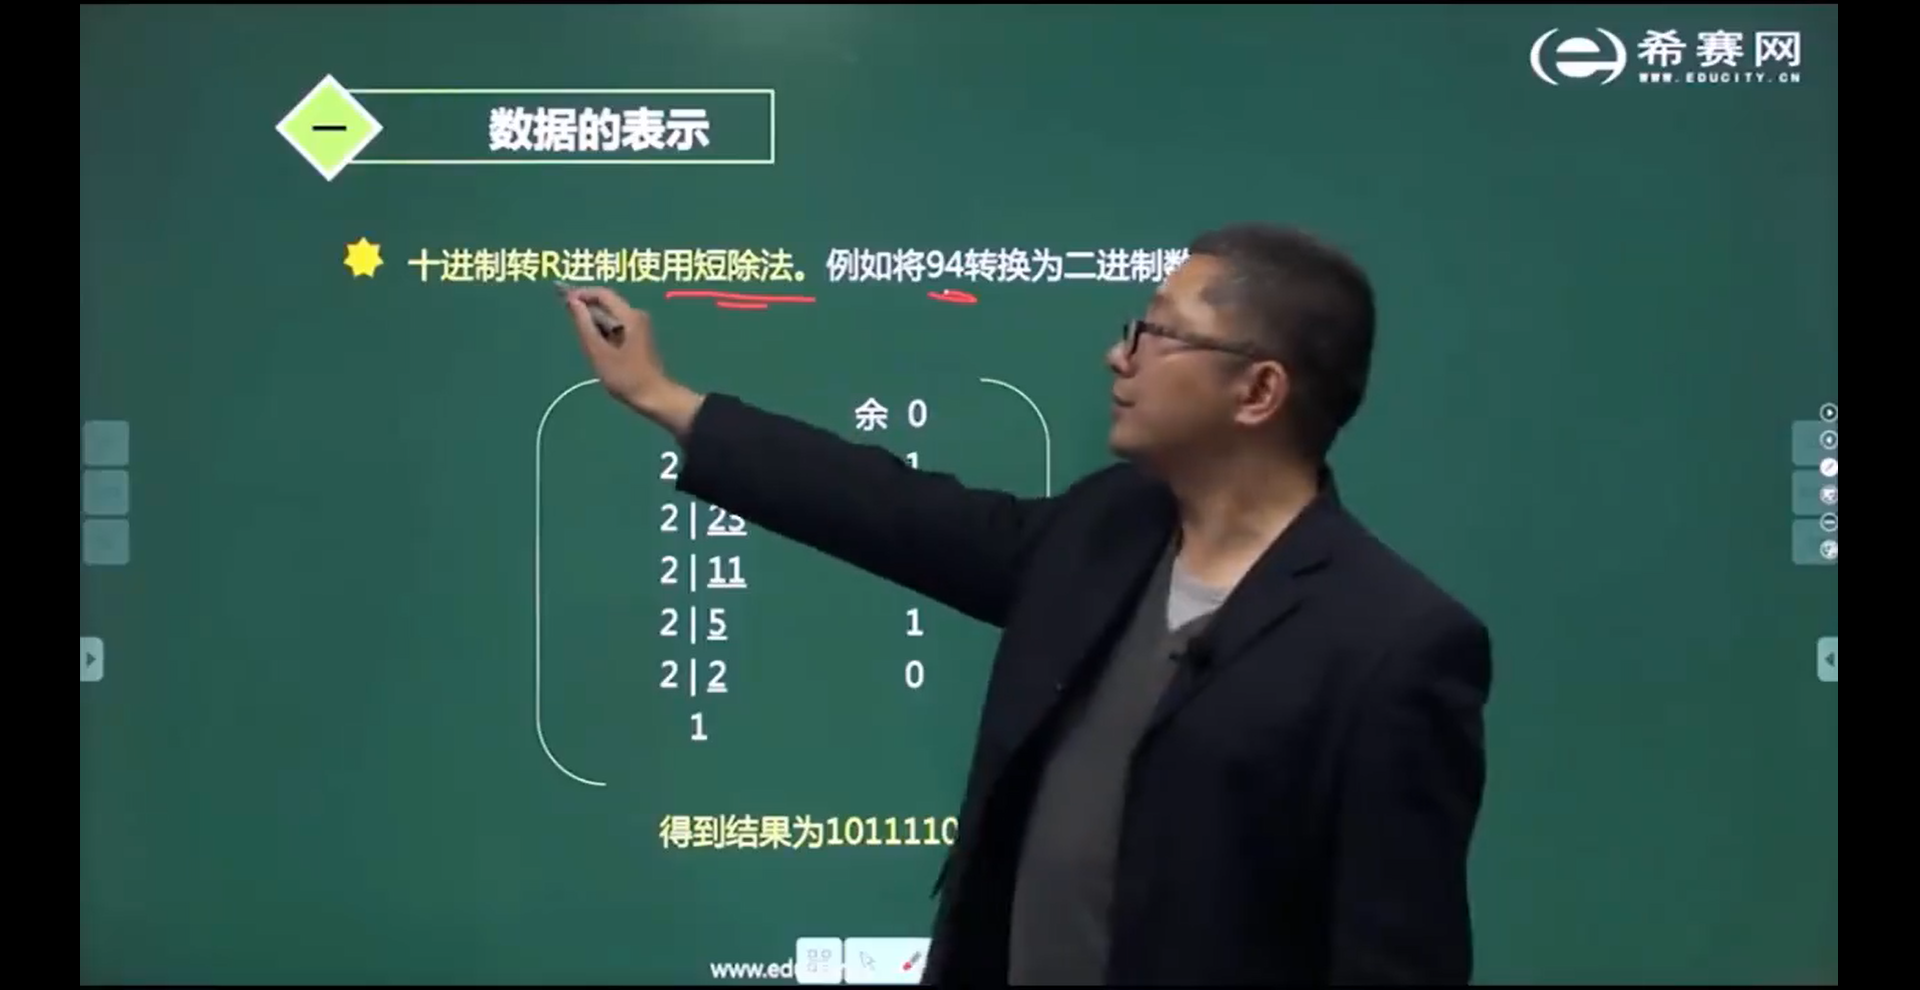 希赛网
WWW.EDUCITY.CN
一 数据的表示
十进制转R进制使用短除法。例如将94转换为二进制数
余 0
2 1
2 | 23
2 | 11
2 | 5 1
2 | 2 0
1
得到结果为1011110
www.ed